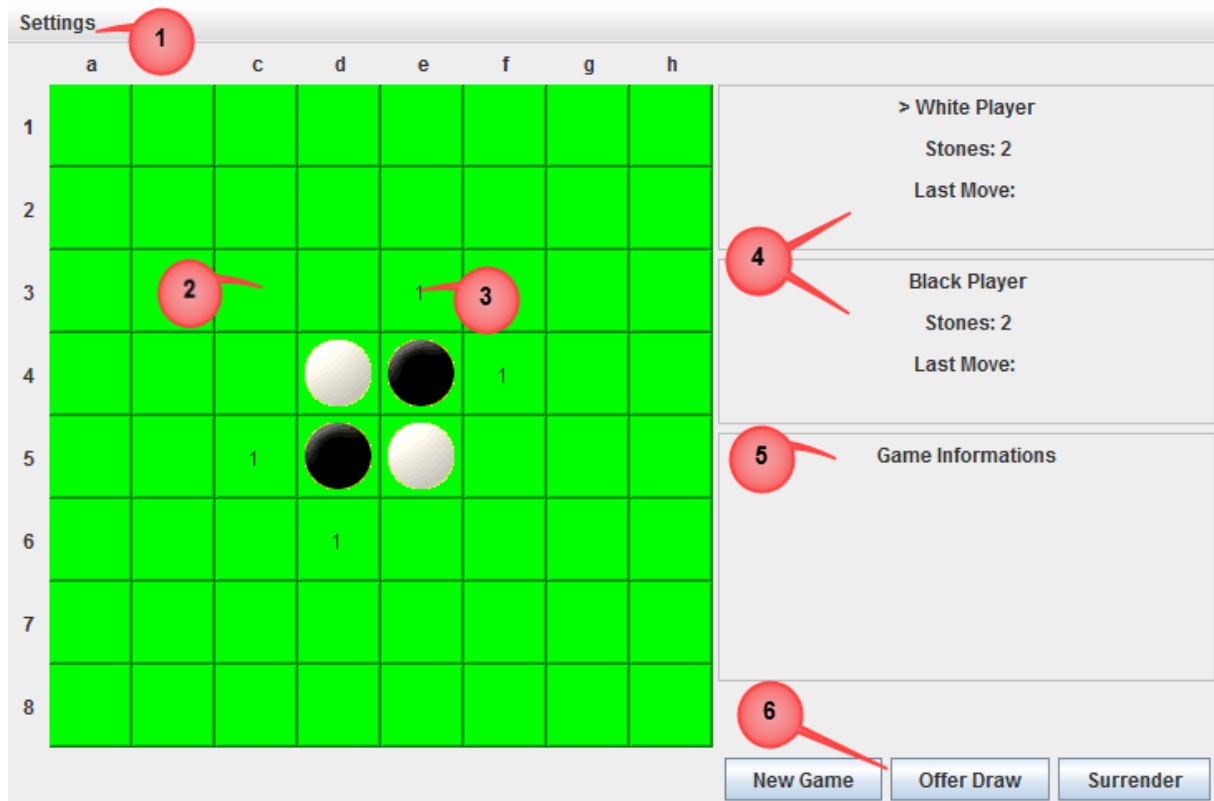 Settings
1
a c d e f g h
> White Player
1
Stones: 2
Last Move:
2
4
3 2 1 3
Black Player
Stones: 2
Last Move:
4 1
5 1
5 Game Informations
6 1
7
8
6
New Game Offer Draw Surrender